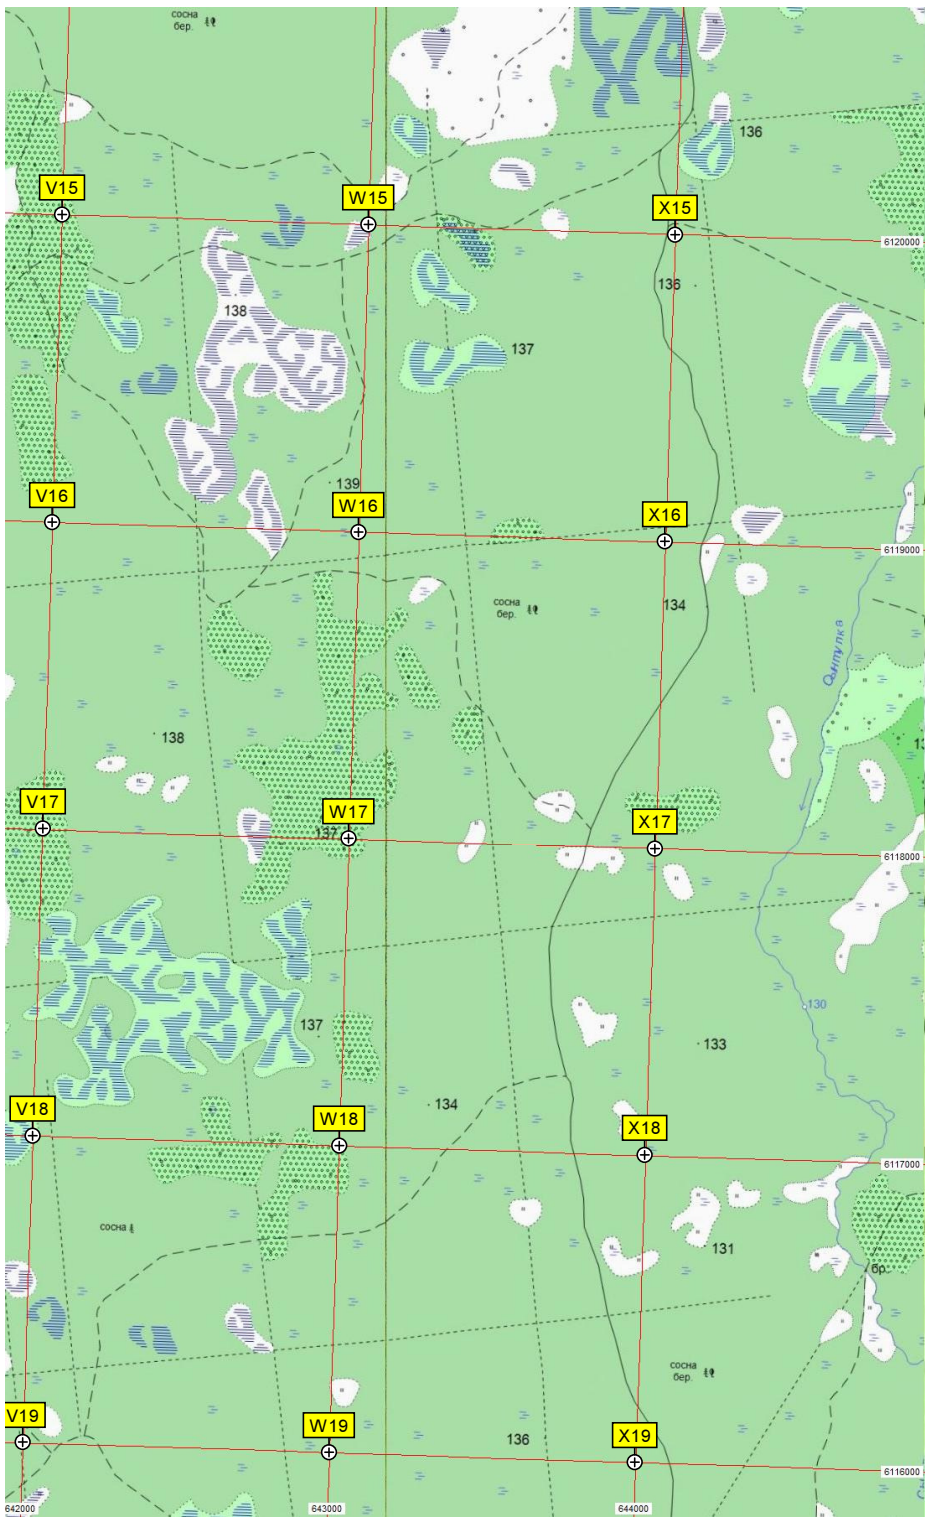 сосна
бер.
136
V15
W15
X15
6120000
136
138
137
139
V16
W16
X16
6119000
сосна
бер.
134
138
V17
W17
X17
137
6118000
130
137
133
134
V18
W18
X18
6117000
сосна
131
бр.
сосна
бер.
V19
W19
X19
136
6116000
642000
643000
644000